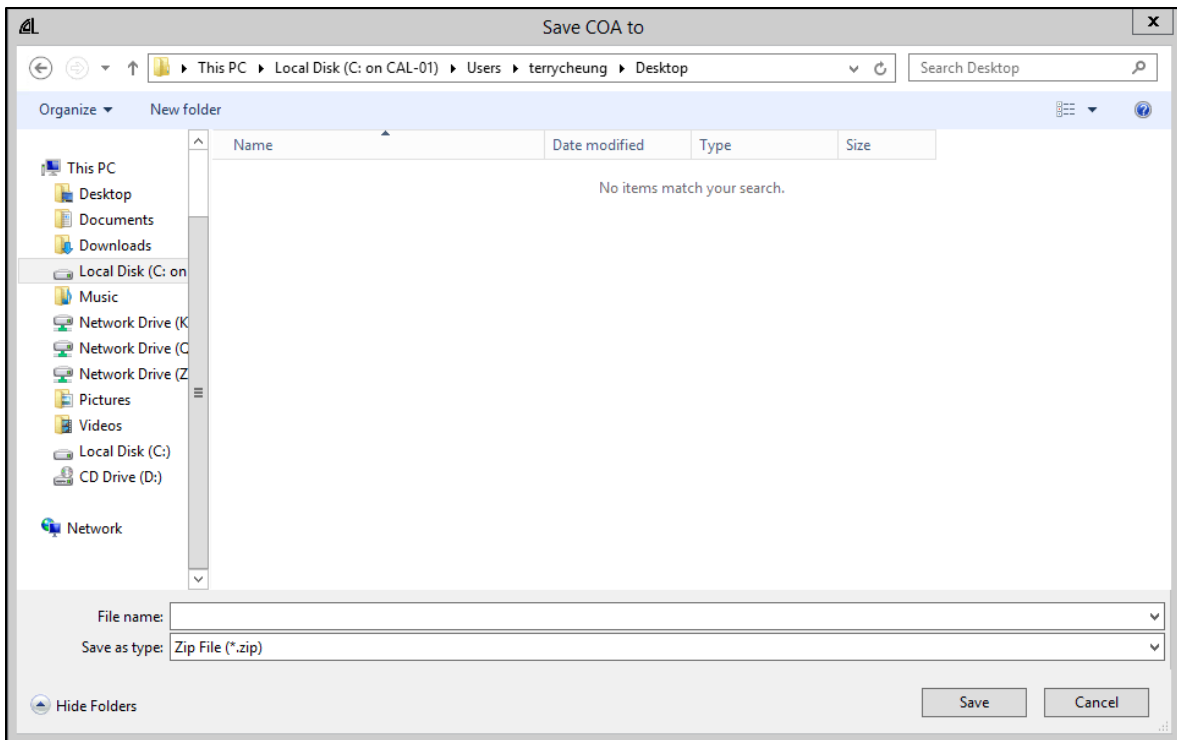 Save COA to
x
This PC Local Disk (C: on CAL-01) Users terrycheung Desktop
Search Desktop
Organize New folder
Name Date modified Type Size
No items match your search.
This PC
Desktop
Documents
Downloads
Local Disk (C: on
Music
Network Drive (K
Network Drive (Q
Network Drive (Z
Pictures
Videos
Local Disk (C:)
CD Drive (D:)
Network
File name:
Save as type: Zip File (*.zip)
Hide Folders
Save Cancel